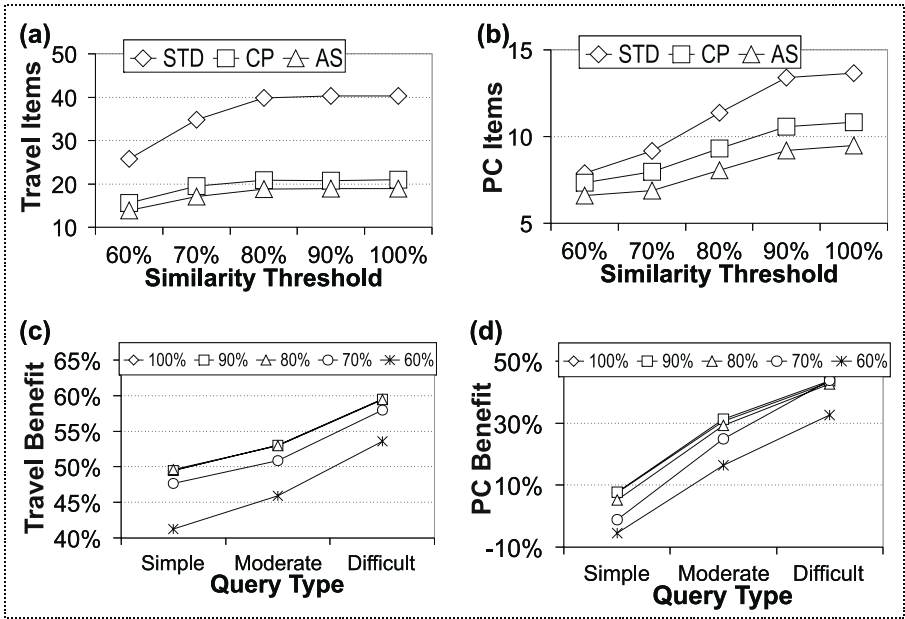 (a)
STD CP AS
Travel Items
50
40
30
20
10
60% 70% 80% 90% 100%
Similarity Threshold
(b)
STD CP AS
PC Items
15
10
5
60% 70% 80% 90% 100%
Similarity Threshold
(c)
100% 90% 80% 70% 60%
Travel Benefit
65%
60%
55%
50%
45%
40%
Simple Moderate Difficult
Query Type
(d)
100% 90% 80% 70% 60%
PC Benefit
50%
30%
10%
-10%
Simple Moderate Difficult
Query Type